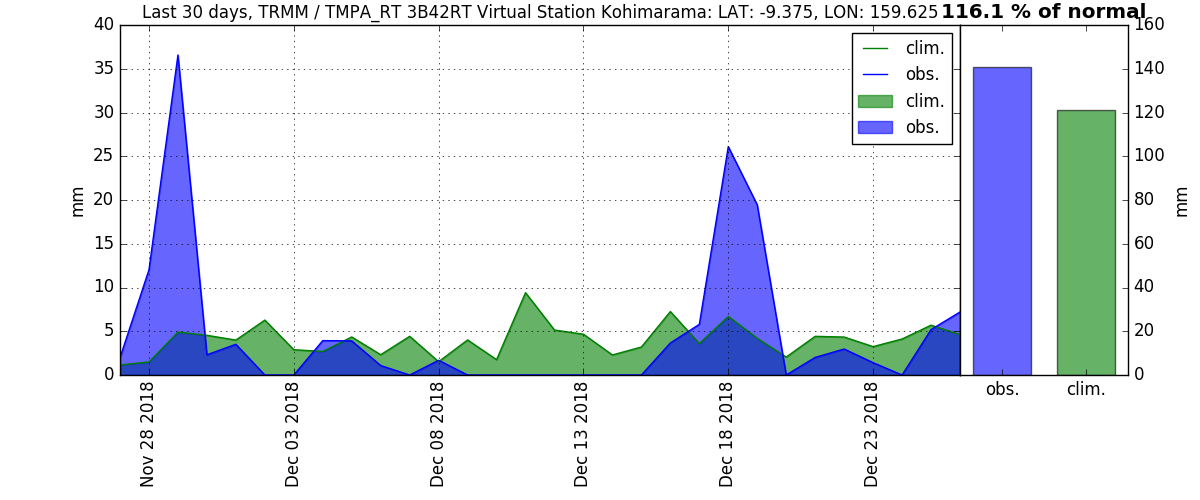 Last 30 days, TRMM / TMPA_RT 3B42RT Virtual Station Kohimarama: LAT: -9.375, LON: 159.625
116.1 % of normal
40
35
30
25
20
15
10
5
0
mm
clim.
obs.
clim.
obs.
Nov 28 2018
Dec 03 2018
Dec 08 2018
Dec 13 2018
Dec 18 2018
Dec 23 2018
160
140
120
100
80
60
40
20
0
mm
obs.
clim.